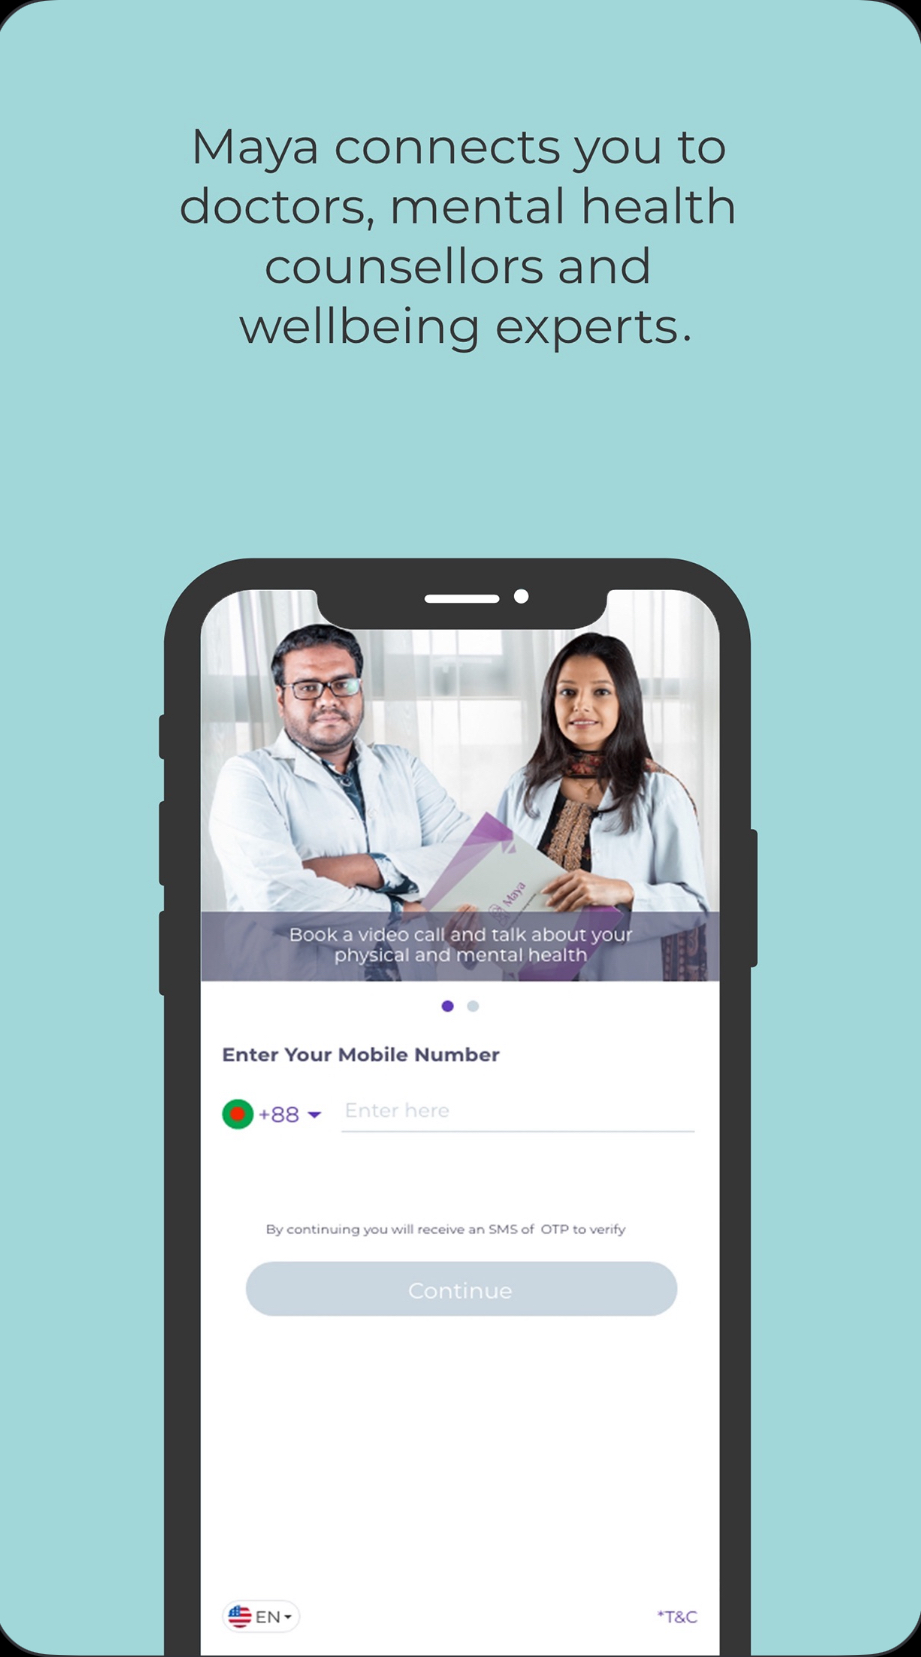 Maya connects you to
doctors, mental health
counsellors and
wellbeing experts.
Maya
Book a video call and talk about your
physical and mental health
Enter Your Mobile Number
+88
Enter here
By continuing you will receive an SMS of OTP to verify
Continue
EN
*T&C